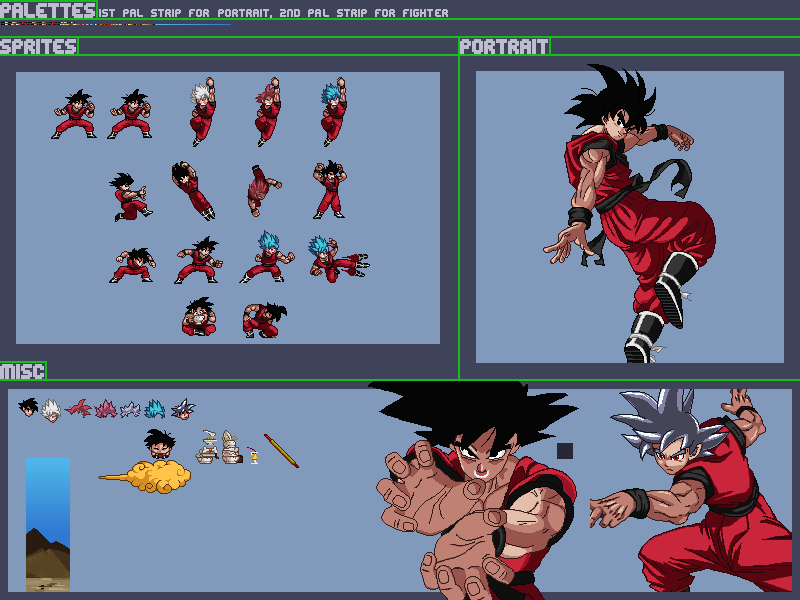 PALETTES 1ST PAL STRIP FOR PORTRAIT, 2ND PAL STRIP FOR FIGHTER
SPRITES
PORTRAIT
MISC